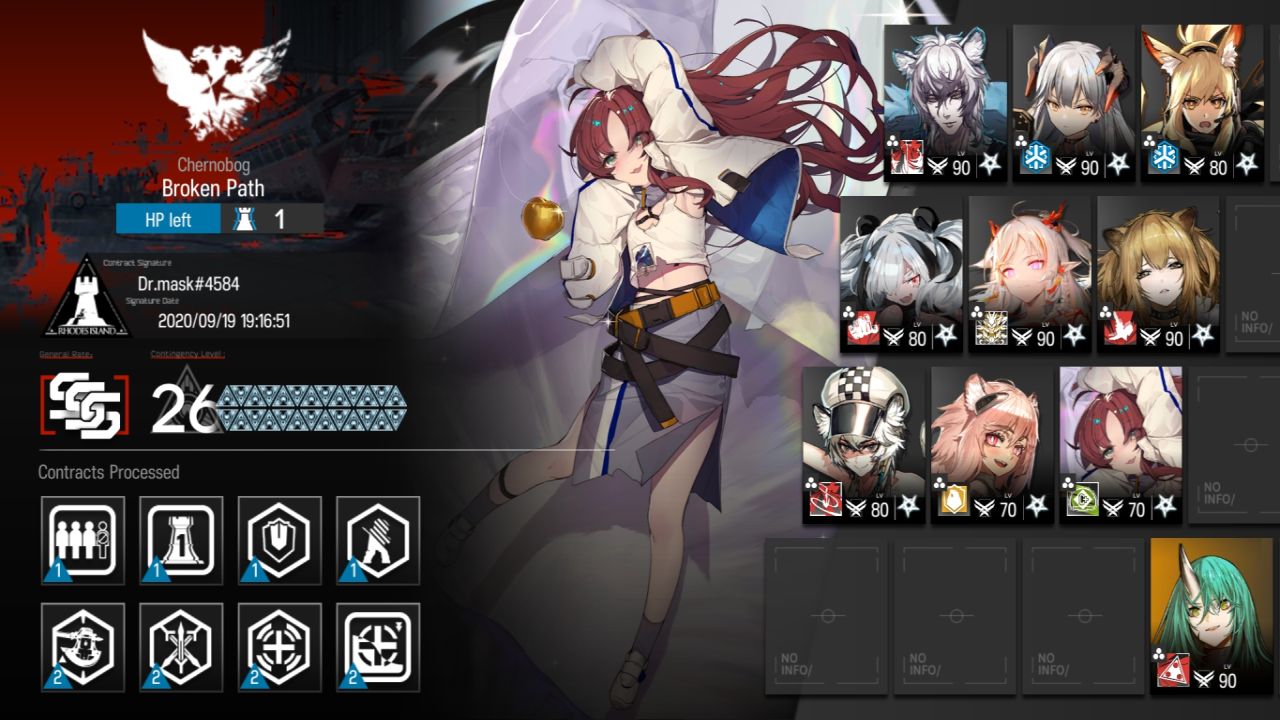 Chernobog
Broken Path
HP left 1
Contract Signature
Dr.mask#4584
Signature Date
2020/09/19 19:16:51
RHODES ISLAND
General Rate:
Contingency Level:
SSS
26
Contracts Processed
1
1
1
1
1
2
2
2
2
LV
90
LV
90
LV
80
LV
80
LV
90
LV
90
NO
INFO/
LV
80
LV
70
LV
70
NO
INFO/
NO
INFO/
NO
INFO/
NO
INFO/
LV
90